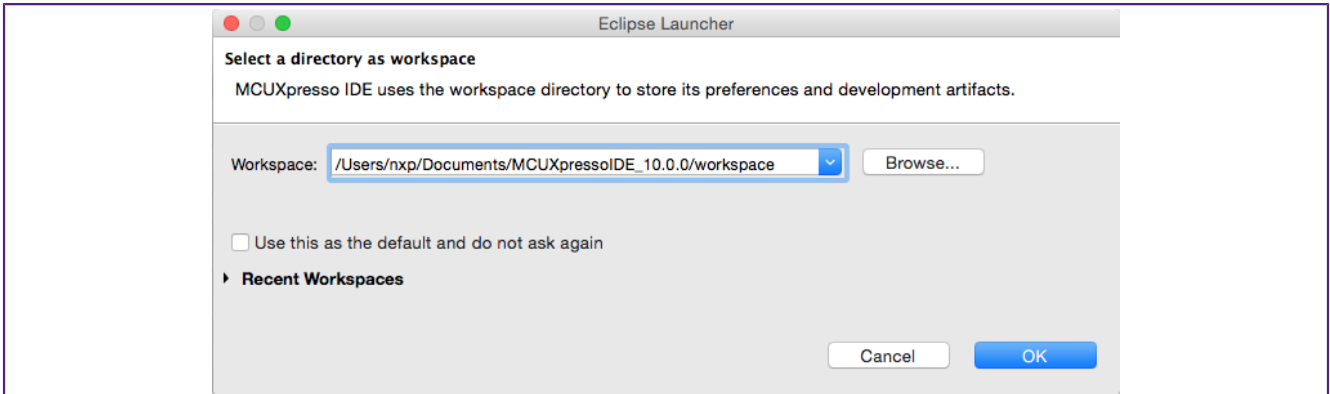 Eclipse Launcher
Select a directory as workspace
MCUXpresso IDE uses the workspace directory to store its preferences and development artifacts.
Workspace: /Users/nxp/Documents/MCUXpressoIDE_10.0.0/workspace Browse...
Use this as the default and do not ask again
Recent Workspaces
Cancel OK